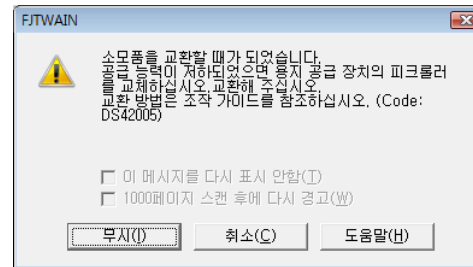 FJTWAIN
소모품을 교환할 때가 되었습니다.
공급 능력이 저하되었으면 용지 공급 장치의 피크롤러
를 교체하십시오.교환해 주십시오.
교환 방법은 조작 가이드를 참조하십시오. (Code:
DS42005)
이 메시지를 다시 표시 안함(T)
1000페이지 스캔 후에 다시 경고(W)
무시(I) 취소(C) 도움말(H)